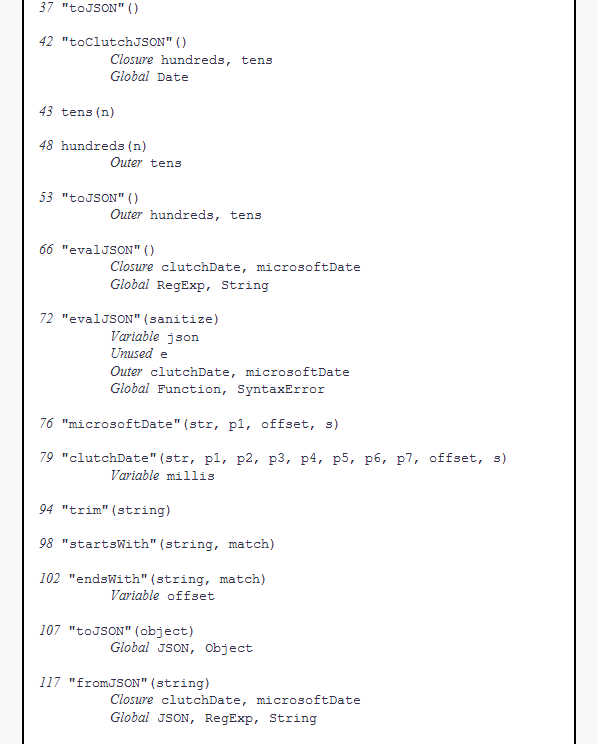 37 "toJSON"()
42 "toClutchJSON"()
Closure hundreds, tens
Global Date
43 tens(n)
48 hundreds(n)
Outer tens
53 "toJSON"()
Outer hundreds, tens
66 "evalJSON"()
Closure clutchDate, microsoftDate
Global RegExp, String
72 "evalJSON"(sanitize)
Variable json
Unused e
Outer clutchDate, microsoftDate
Global Function, SyntaxError
76 "microsoftDate"(str, p1, offset, s)
79 "clutchDate"(str, p1, p2, p3, p4, p5, p6, p7, offset, s)
Variable millis
94 "trim"(string)
98 "startsWith"(string, match)
102 "endsWith"(string, match)
Variable offset
107 "toJSON"(object)
Global JSON, Object
117 "fromJSON"(string)
Closure clutchDate, microsoftDate
Global JSON, RegExp, String